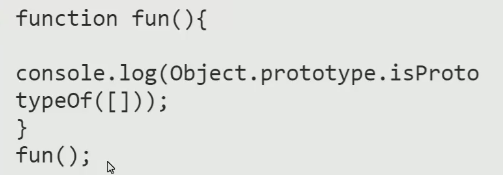 function fun(){
console.log(Object.prototype.isProto
typeOf([]));
}
fun();